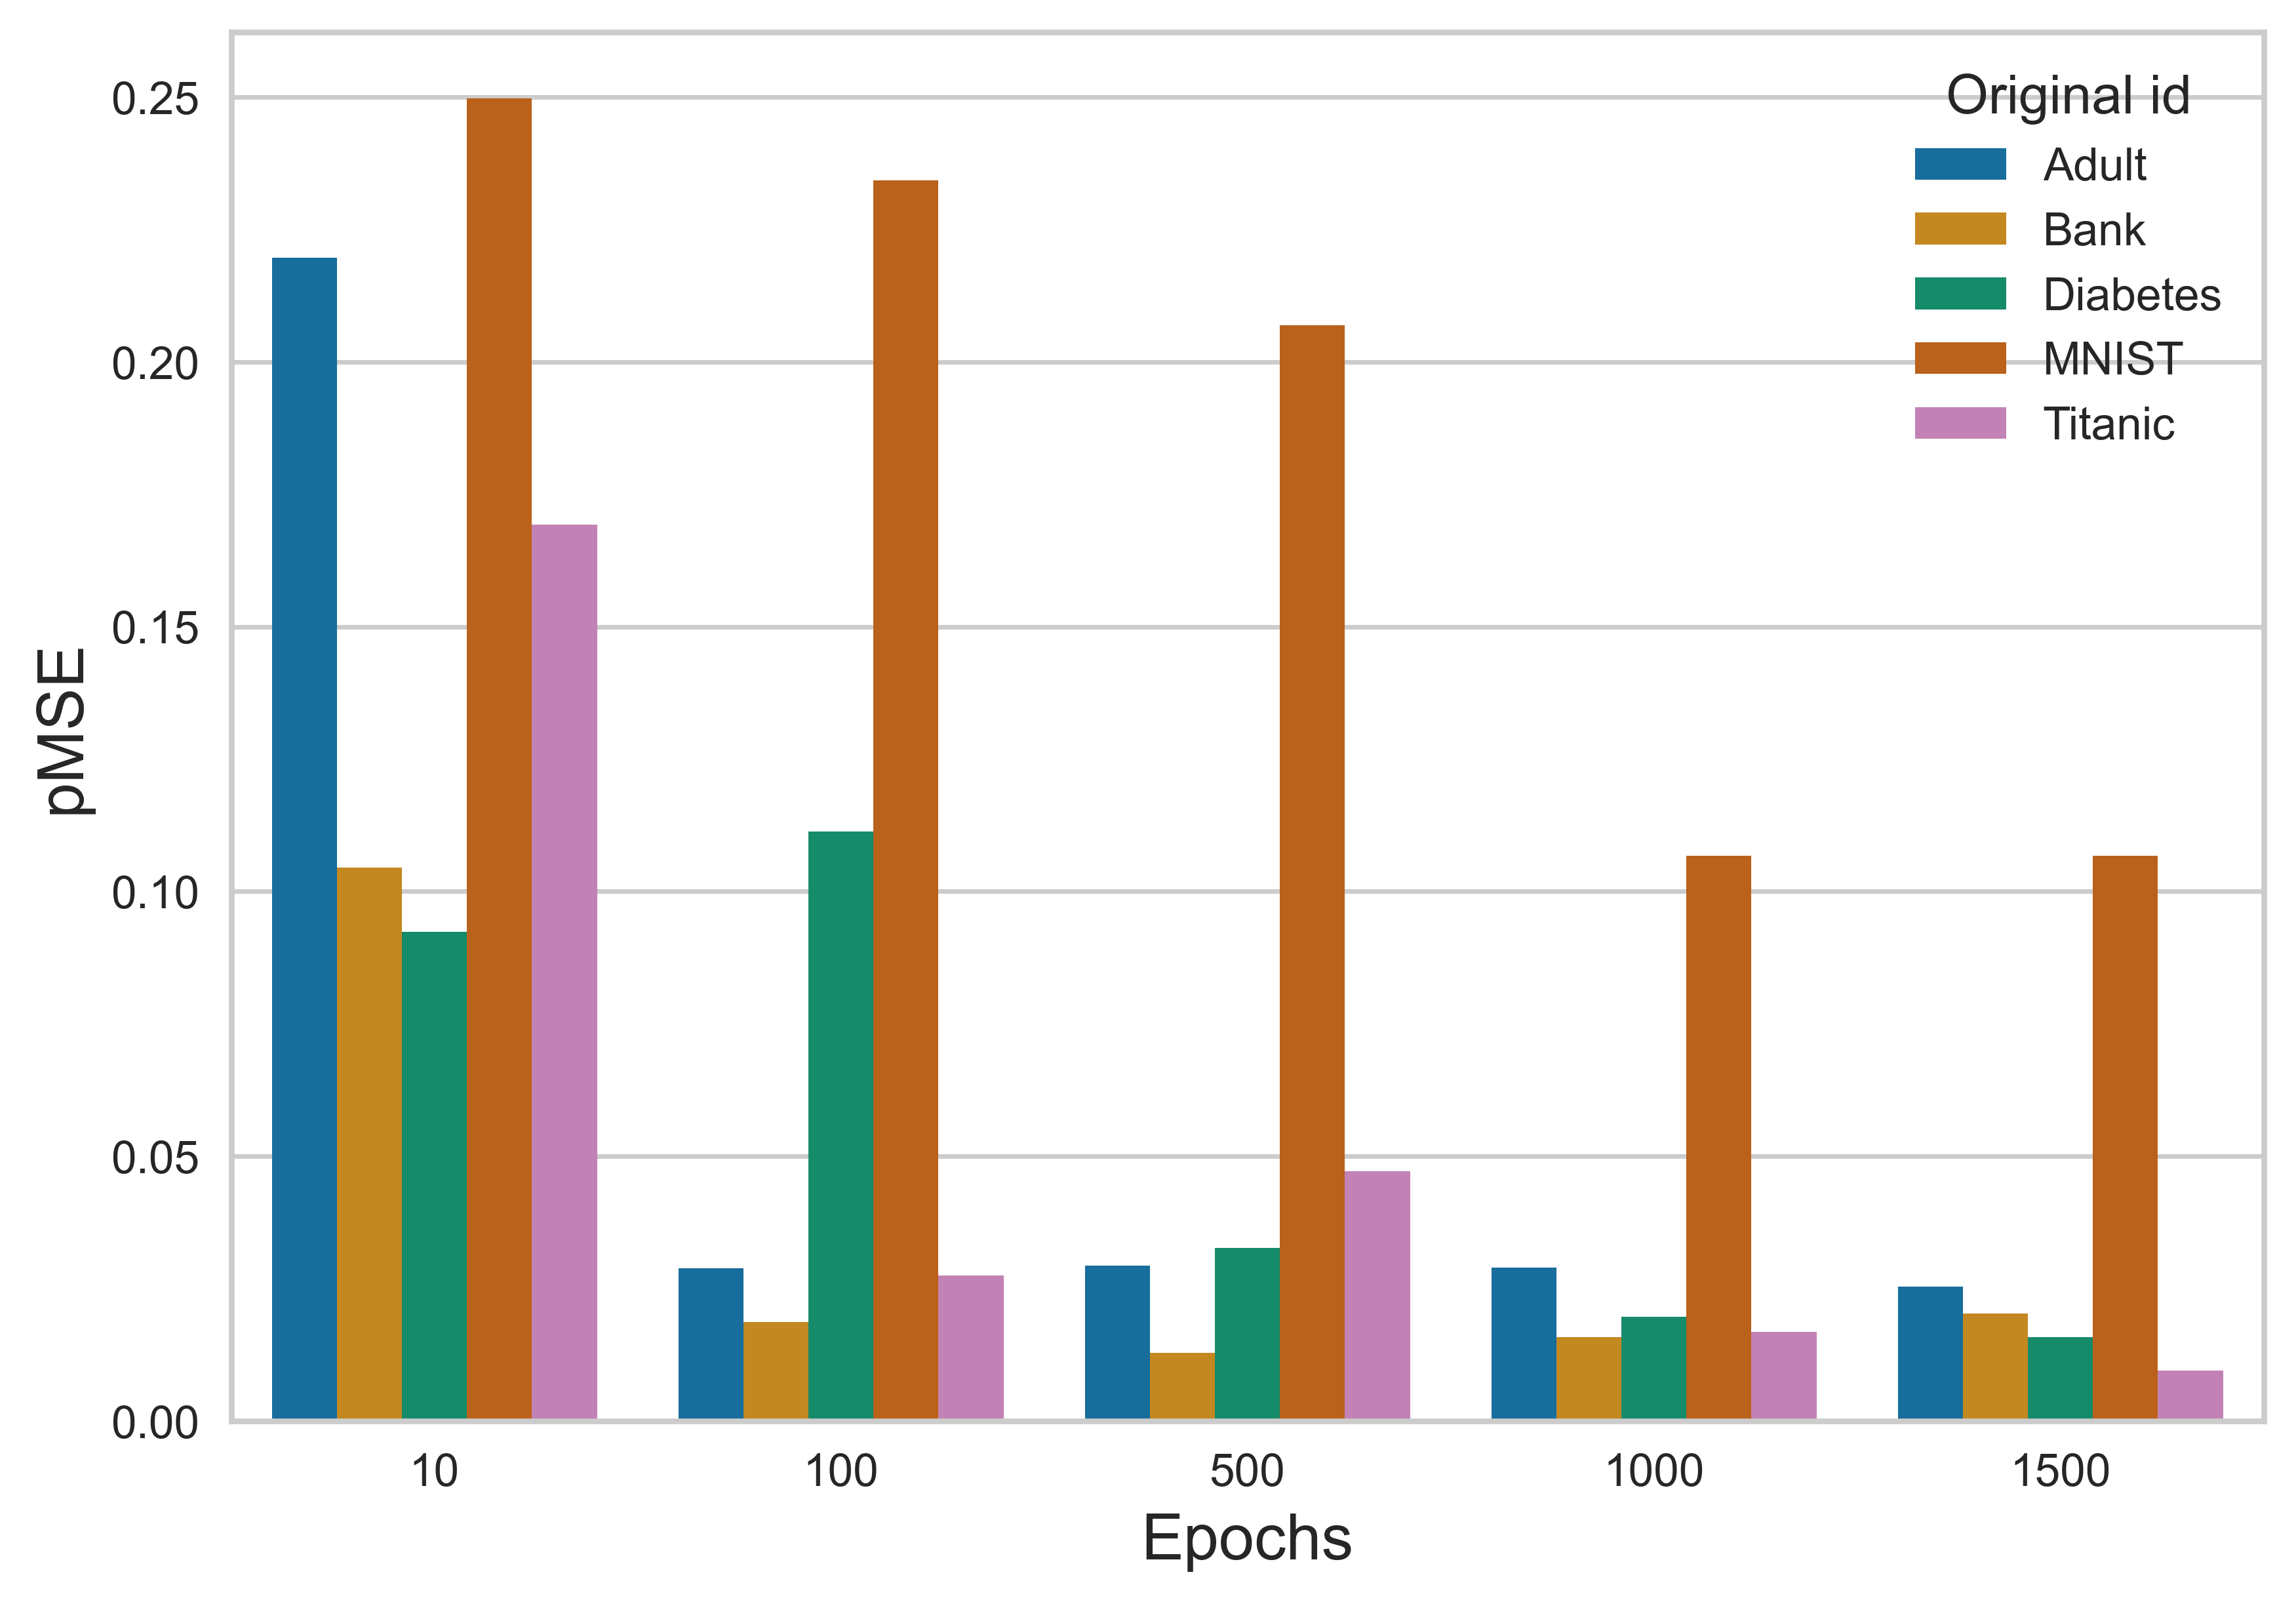 Original id
Adult
Bank
Diabetes
MNIST
Titanic
pMSE
0.25
0.20
0.15
0.10
0.05
0.00
10 100 500 1000 1500
Epochs